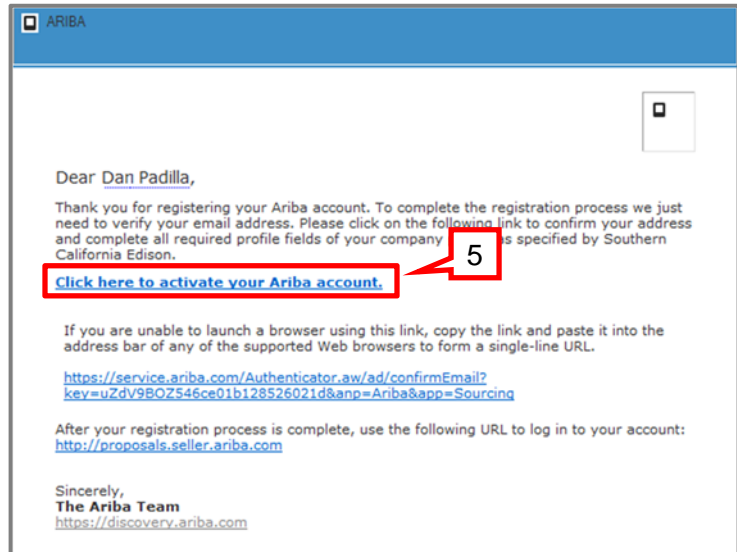 ARIBA
Dear Dan Padilla,
Thank you for registering your Ariba account. To complete the registration process we just
need to verify your email address. Please click on the following link to confirm your address
and complete all required profile fields of your company s specified by Southern
California Edison.
5
Click here to activate your Ariba account.
If you are unable to launch a browser using this link, copy the link and paste it into the
address bar of any of the supported Web browsers to form a single-line URL.
https://service.ariba.com/Authenticator.aw/ad/confirmEmail?
key=uZdV9BOZ546ce01b128526021d&anp=Ariba&app=Sourcing
After your registration process is complete, use the following URL to log in to your account:
http://proposals.seller.ariba.com
Sincerely,
The Ariba Team
https://discovery.ariba.com